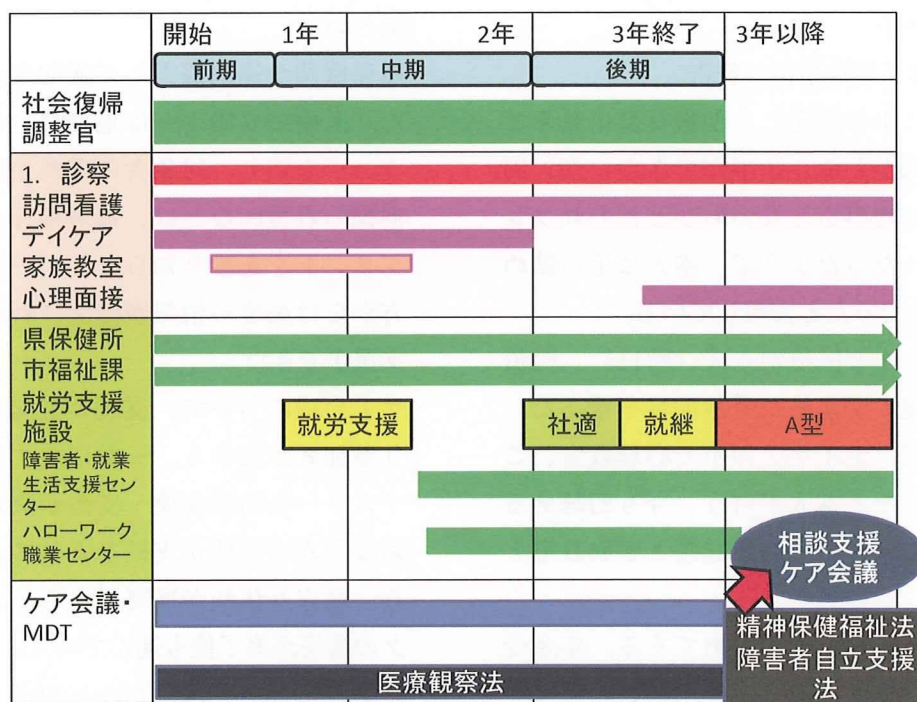 開始 1年 2年 3年終了 3年以降
前期 中期 後期
社会復帰
調整官
1. 診察
訪問看護
デイケア
家族教室
心理面接
県保健所
市福祉課
就労支援
施設
就労支援 社適 就継 A型
障害者・就業
生活支援セン
ター
ハローワーク
職業センター
相談支援
ケア会議
ケア会議・
MDT
精神保健福祉法
障害者自立支援
法
医療観察法